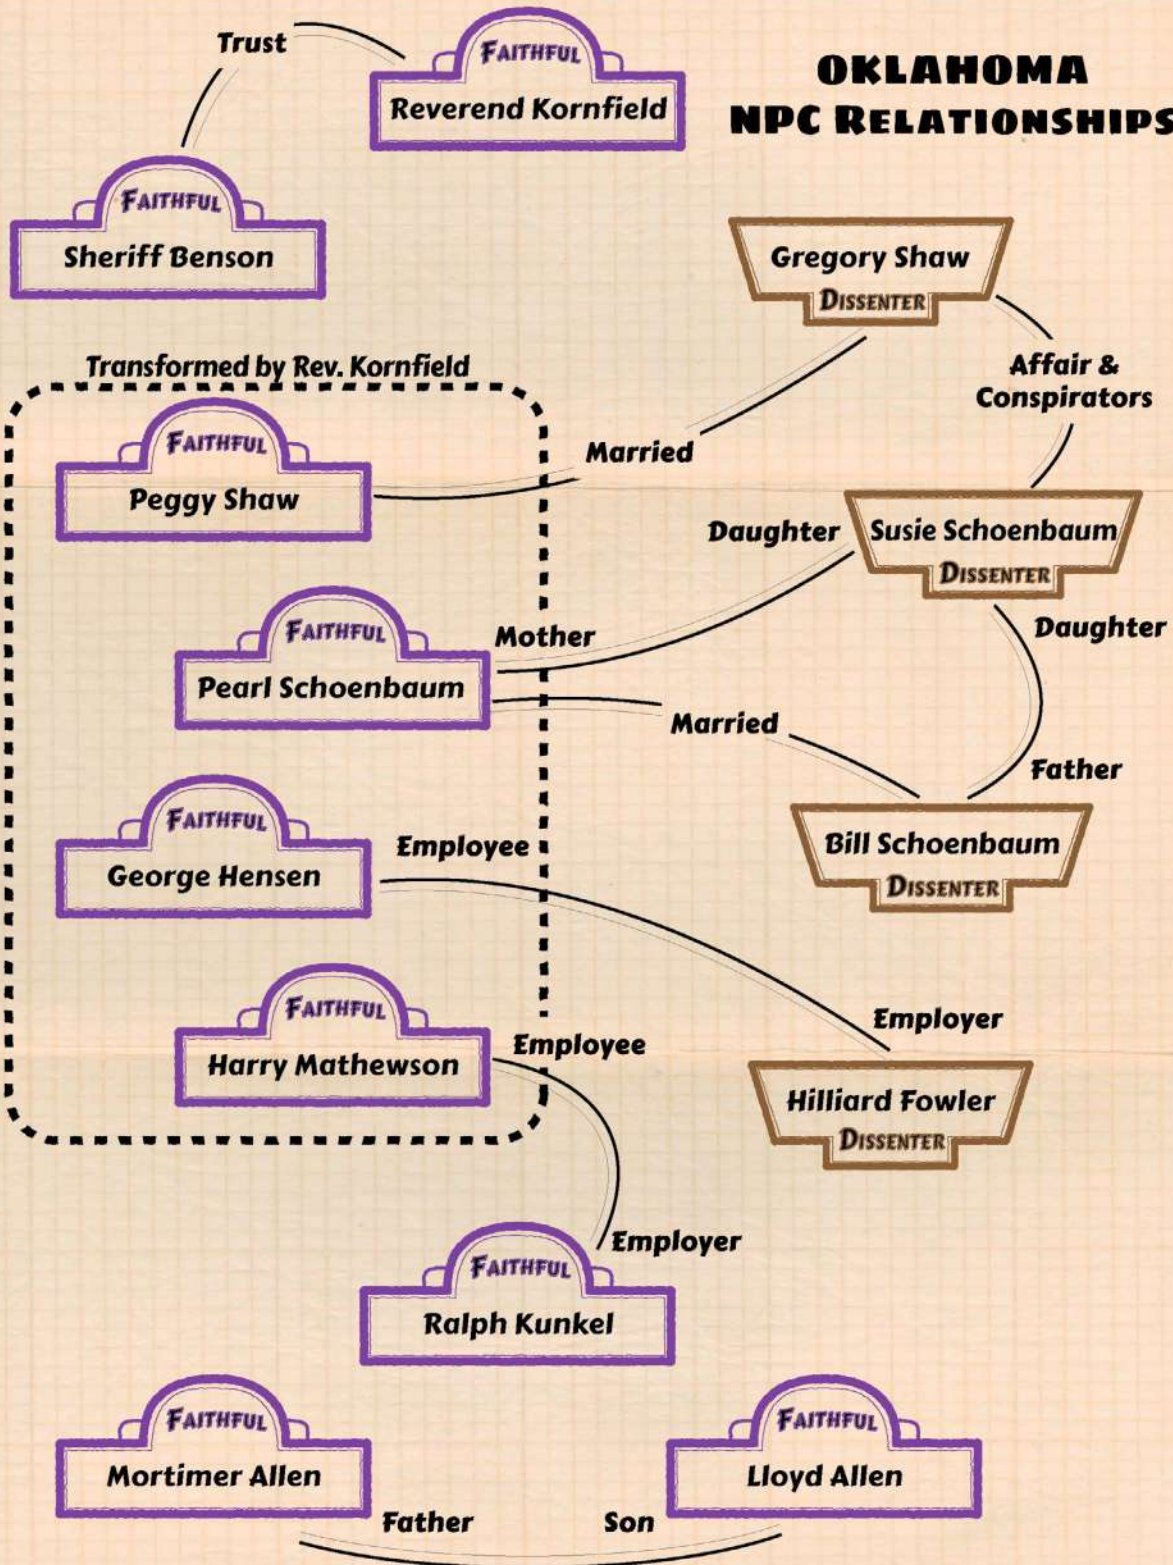 Trust
FAITHFUL
Reverend Kornfield
OKLAHOMA
NPC RELATIONSHIPS
FAITHFUL
Sheriff Benson
Gregory Shaw
DISSENTER
Transformed by Rev. Kornfield
Affair &
Conspirators
FAITHFUL
Peggy Shaw
Married
Daughter
Susie Schoenbaum
DISSENTER
FAITHFUL
Pearl Schoenbaum
Mother
Daughter
Married
Father
FAITHFUL
George Hensen
Employee
Bill Schoenbaum
DISSENTER
FAITHFUL
Harry Mathewson
Employee
Employer
Hilliard Fowler
DISSENTER
Employer
FAITHFUL
Ralph Kunkel
FAITHFUL
Mortimer Allen
FAITHFUL
Lloyd Allen
Father
Son